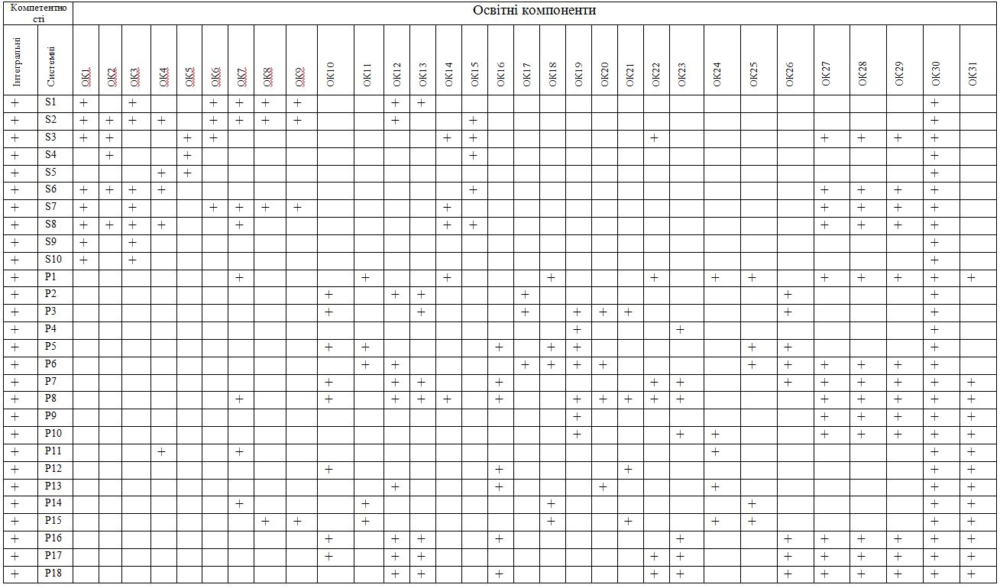 Компетентно
сті
Освітні компоненти
Інтегральні Системні ОК1 ОК2 ОК3 ОК4 ОК5 ОК6 ОК7 ОК8 ОК9 ОК10 ОК11 ОК12 ОК13 ОК14 ОК15 ОК16 ОК17 ОК18 ОК19 ОК20 ОК21 ОК22 ОК23 ОК24 ОК25 ОК26 ОК27 ОК28 ОК29 ОК30 ОК31
+ S1 + + + + + + + + +
+ S2 + + + + + + + + + + +
+ S3 + + + + + + + + + + +
+ S4 + + + +
+ S5 + + +
+ S6 + + + + + + + + +
+ S7 + + + + + + + + + + +
+ S8 + + + + + + + + + + +
+ S9 + + +
+ S10 + + +
+ P1 + + + + + + + + + + + +
+ P2 + + + + + +
+ P3 + + + + + + + +
+ P4 + + +
+ P5 + + + + + + + +
+ P6 + + + + + + + + + + + +
+ P7 + + + + + + + + + + + +
+ P8 + + + + + + + + + + + + + + + +
+ P9 + + + + + +
+ P10 + + + + + + + +
+ P11 + + + + +
+ P12 + + + + +
+ P13 + + + + + +
+ P14 + + + + + +
+ P15 + + + + + + + + +
+ P16 + + + + + + + + + + +
+ P17 + + + + + + + + + + +
+ P18 + + + + + + + + + + +